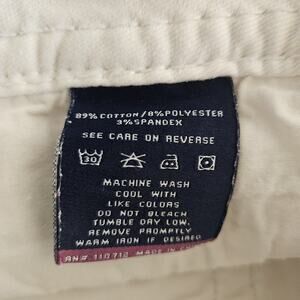 89% COTTON/8% POLYESTER
3% SPANDEX
SEE CARE ON REVERSE
30
MACHINE WASH
COOL WITH
LIKE COLORS
DO NOT BLEACH
TUMBLE DRY LOW.
REMOVE PROMPTLY
WARM IRON IF DESIRED
RN# 110712 MADE IN